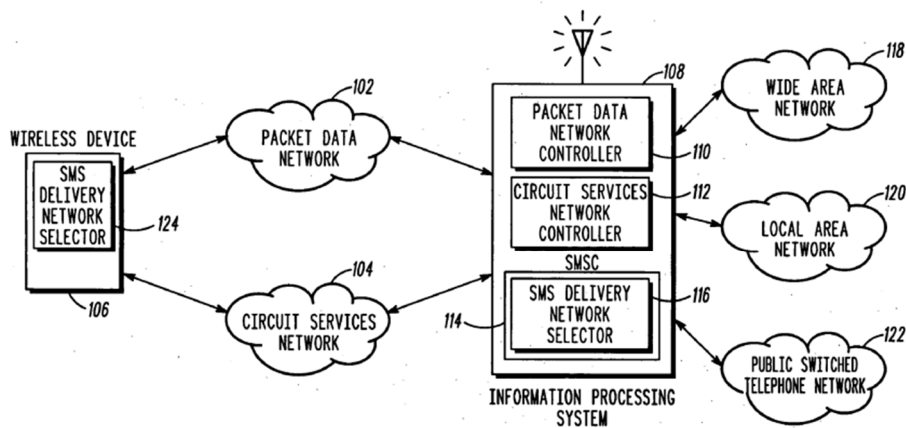 WIRELESS DEVICE
SMS
DELIVERY
NETWORK
SELECTOR
124
106
102
PACKET DATA
NETWORK
104
CIRCUIT SERVICES
NETWORK
108
PACKET DATA
NETWORK
CONTROLLER
110
CIRCUIT SERVICES
NETWORK
CONTROLLER
112
SMSC
SMS DELIVERY
NETWORK
SELECTOR
116
114
INFORMATION PROCESSING
SYSTEM
118
WIDE AREA
NETWORK
120
LOCAL AREA
NETWORK
122
PUBLIC SWITCHED
TELEPHONE NETWORK